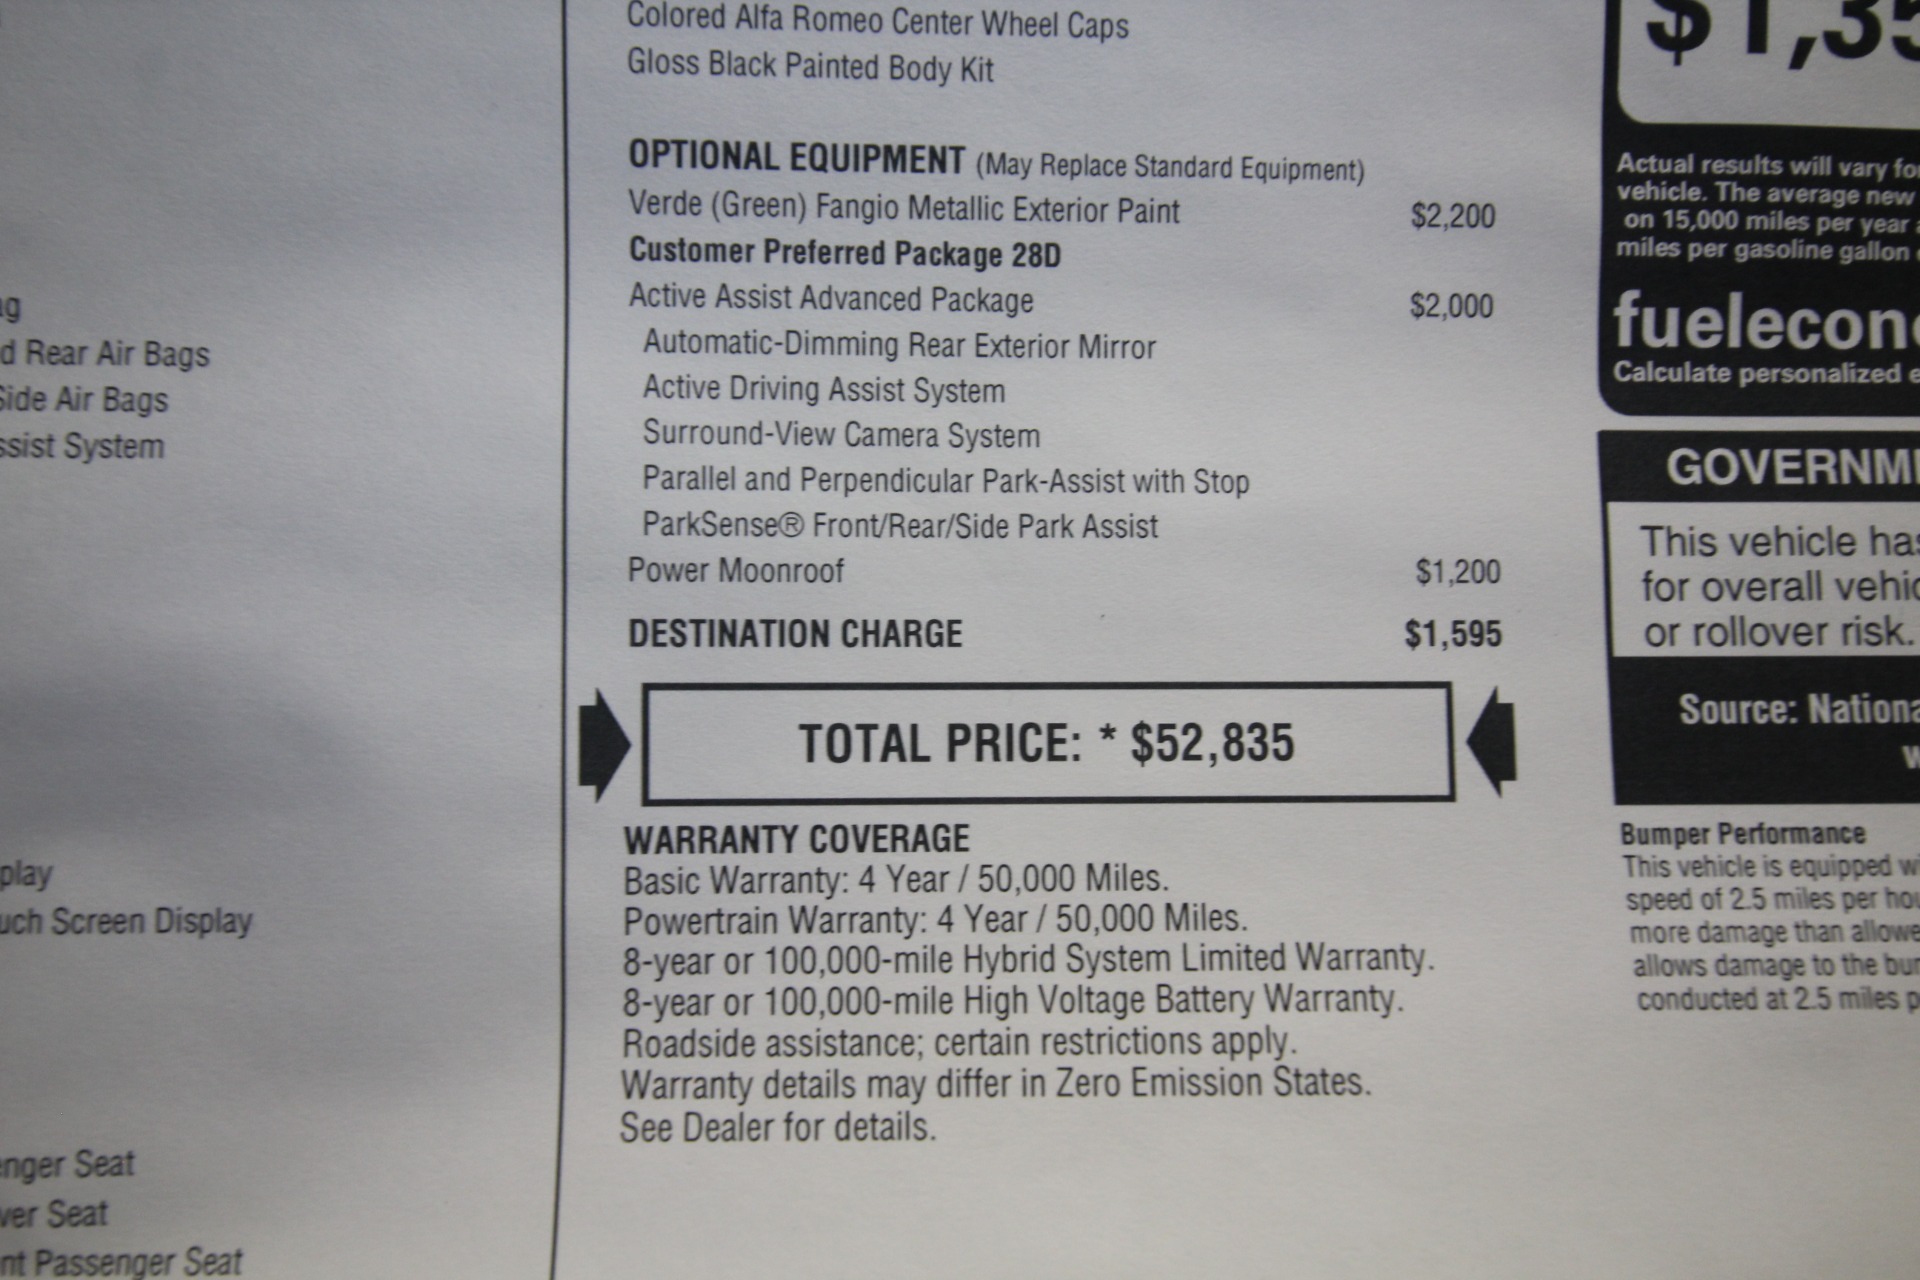 Colored Alfa Romeo Center Wheel Caps
Gloss Black Painted Body Kit
OPTIONAL EQUIPMENT (May Replace Standard Equipment)
Verde (Green) Fangio Metallic Exterior Paint $2,200
Customer Preferred Package 28D
Active Assist Advanced Package $2,000
Automatic-Dimming Rear Exterior Mirror
Active Driving Assist System
Surround-View Camera System
Parallel and Perpendicular Park-Assist with Stop
ParkSense® Front/Rear/Side Park Assist
Power Moonroof $1,200
DESTINATION CHARGE $1,595
TOTAL PRICE: * $52,835
WARRANTY COVERAGE
Basic Warranty: 4 Year / 50,000 Miles.
Powertrain Warranty: 4 Year / 50,000 Miles.
8-year or 100,000-mile Hybrid System Limited Warranty.
8-year or 100,000-mile High Voltage Battery Warranty.
Roadside assistance; certain restrictions apply.
Warranty details may differ in Zero Emission States.
See Dealer for details.
Rear Air Bags
Side Air Bags
System
Screen Display
Seat
Seat
Passenger Seat
Actual results will vary
vehicle. The average new
on 15,000 miles per year
miles per gasoline gallon
Calculate personalized
This vehicle
for overall
or rollover risk.
Source:
Bumper Performance
This vehicle is equipped
speed of 2.5 miles per
more damage than
allows damage to the
conducted at 2.5 miles